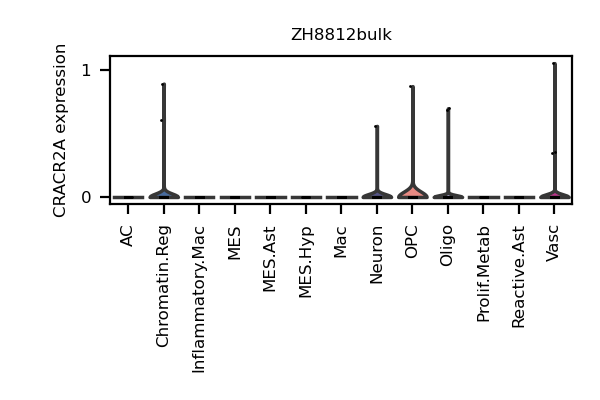 ZH8812bulk
CRACR2A expression
1
0
AC
Chromatin.Reg
Inflammatory.Mac
MES
MES.Ast
MES.Hyp
Mac
Neuron
OPC
Oligo
Prolif.Metab
Reactive.Ast
Vasc